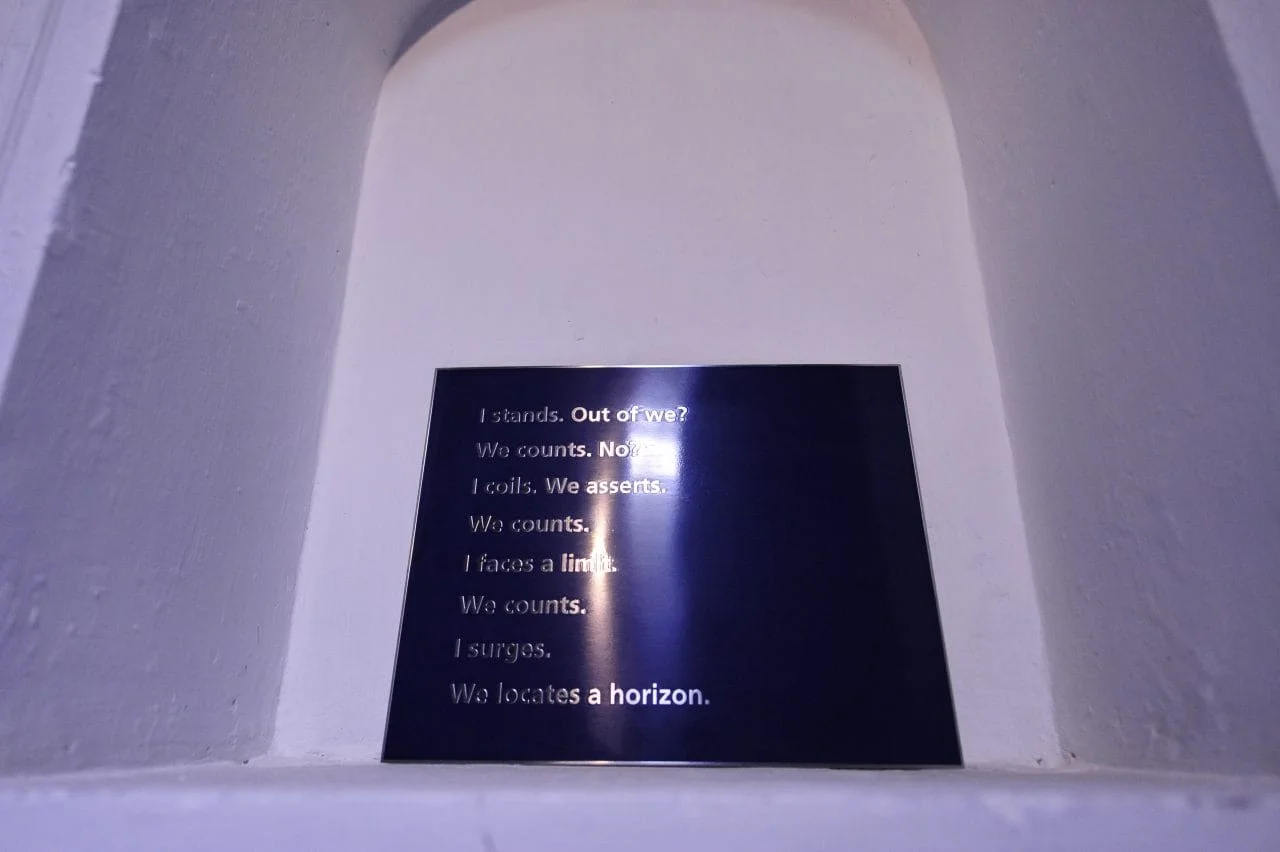 I stands. Out of we?
We counts. No?
I coils. We asserts.
We counts.
I faces a limit.
We counts.
I surges.
We locates a horizon.